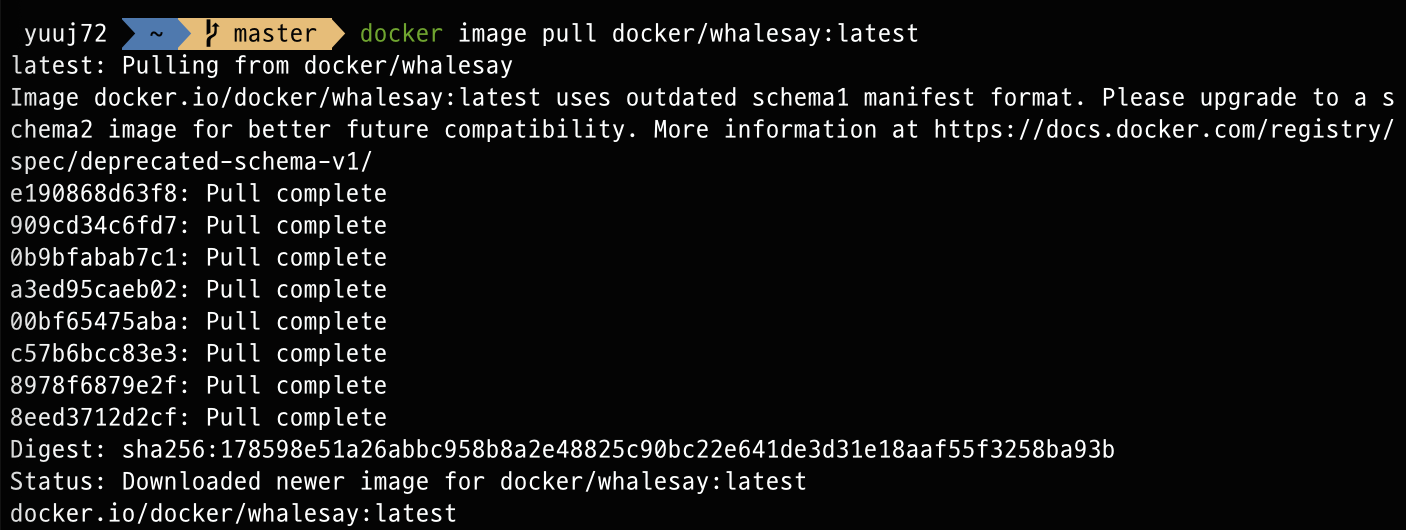 yuuj72 ~ master docker image pull docker/whalesay:latest
latest: Pulling from docker/whalesay
Image docker.io/docker/whalesay:latest uses outdated schema1 manifest format. Please upgrade to a s
chema2 image for better future compatibility. More information at https://docs.docker.com/registry/
spec/deprecated-schema-v1/
e190868d63f8: Pull complete
909cd34c6fd7: Pull complete
0b9bfabab7c1: Pull complete
a3ed95caeb02: Pull complete
00bf65475aba: Pull complete
c57b6bcc83e3: Pull complete
8978f6879e2f: Pull complete
8eed3712d2cf: Pull complete
Digest: sha256:178598e51a26abbc958b8a2e48825c90bc22e641de3d31e18aaf55f3258ba93b
Status: Downloaded newer image for docker/whalesay:latest
docker.io/docker/whalesay:latest